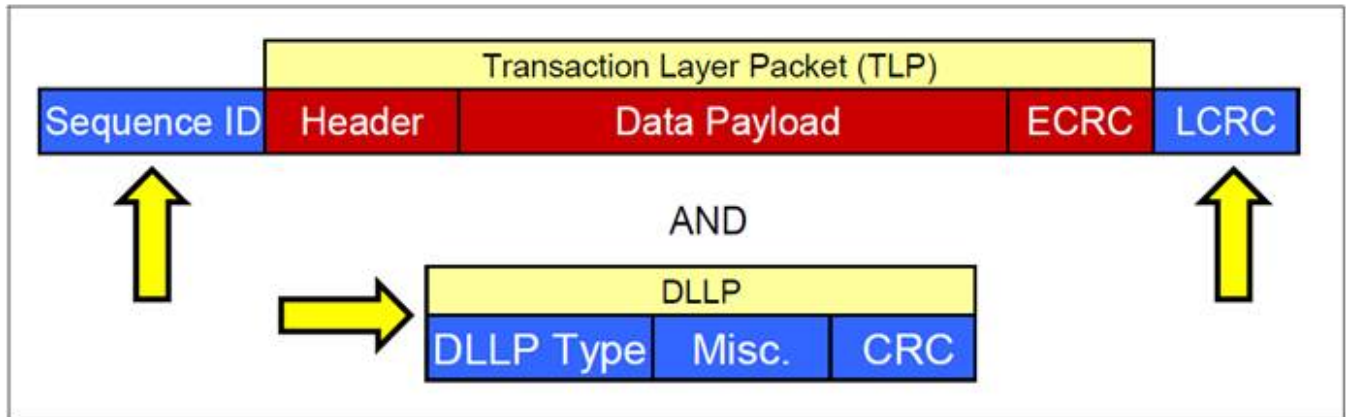 Transaction Layer Packet (TLP)
Sequence ID Header Data Payload ECRC LCRC
AND
DLLP
DLLP Type Misc. CRC